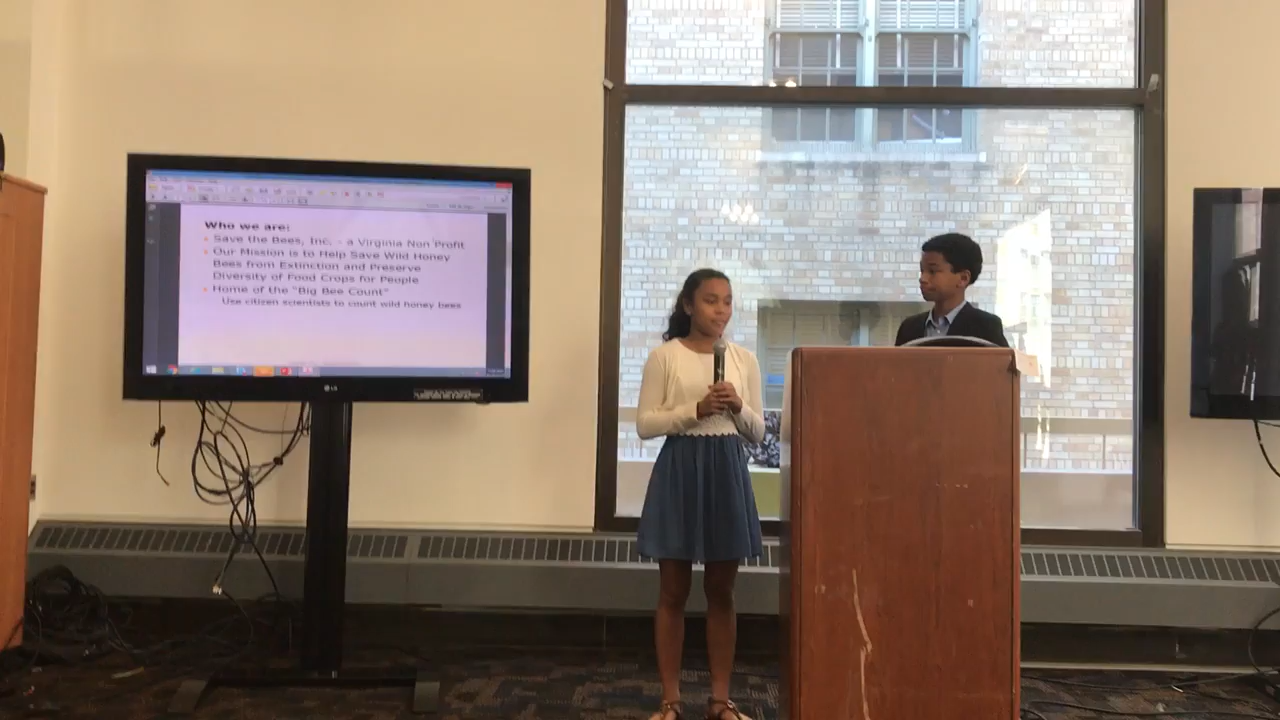 Who we are:
Save the Bees, Inc. - a Virginia Non Profit
Our Mission is to Help Save Wild Honey
Bees from Extinction and Preserve
Diversity of Food Crops for People
Home of the "Big Bee Count"
Use citizen scientists to count wild honey bees
LG